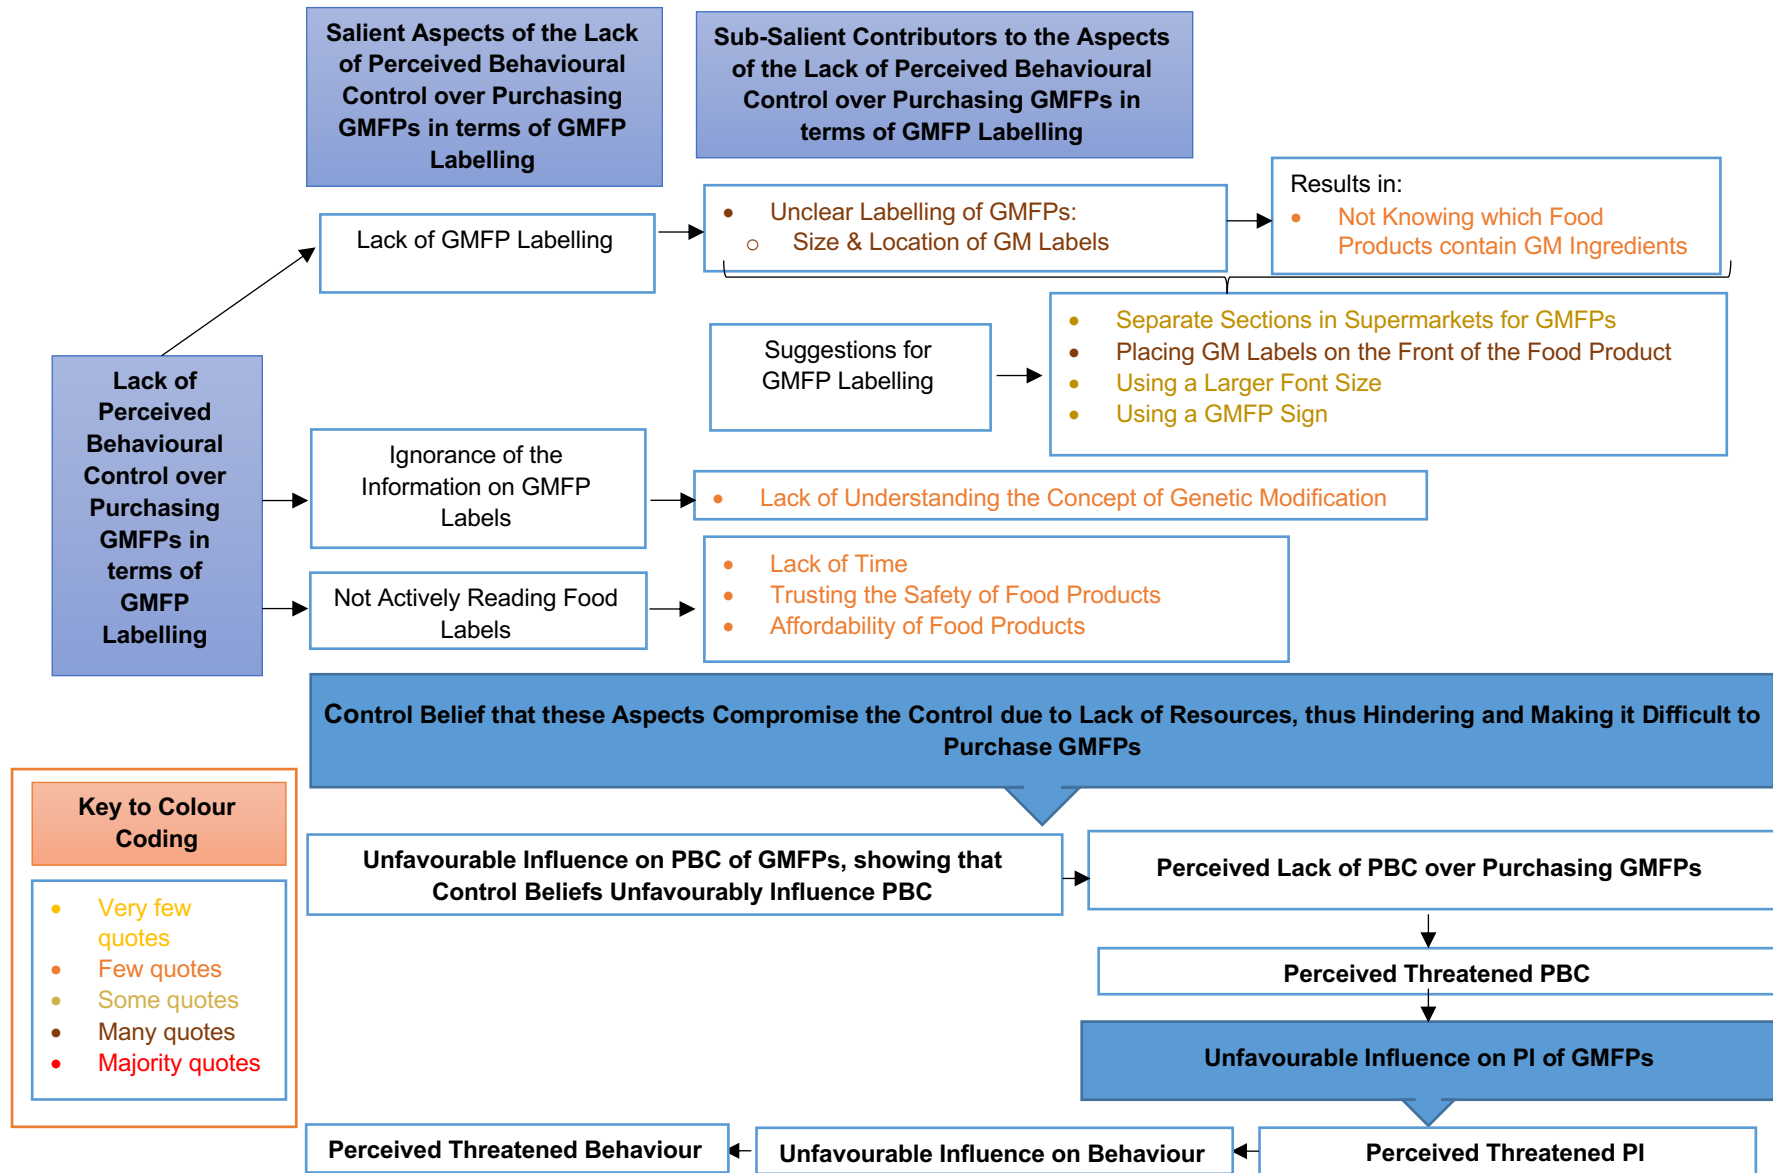 Salient Aspects of the Lack
of Perceived Behavioural
Control over Purchasing
GMFPs in terms of GMFP
Labelling
Sub-Salient Contributors to the Aspects
of the Lack of Perceived Behavioural
Control over Purchasing GMFPs in
terms of GMFP Labelling
Lack of GMFP Labelling
• Unclear Labelling of GMFPs:
o Size & Location of GM Labels
Results in:
• Not Knowing which Food
Products contain GM Ingredients
Suggestions for
GMFP Labelling
• Separate Sections in Supermarkets for GMFPs
• Placing GM Labels on the Front of the Food Product
• Using a Larger Font Size
• Using a GMFP Sign
Lack of
Perceived
Behavioural
Control over
Purchasing
GMFPs in
terms of
GMFP
Labelling
Ignorance of the
Information on GMFP
Labels
• Lack of Understanding the Concept of Genetic Modification
Not Actively Reading Food
Labels
• Lack of Time
• Trusting the Safety of Food Products
• Affordability of Food Products
Control Belief that these Aspects Compromise the Control due to Lack of Resources, thus Hindering and Making it Difficult to
Purchase GMFPs
Key to Colour
Coding
• Very few
quotes
• Few quotes
• Some quotes
• Many quotes
• Majority quotes
Unfavourable Influence on PBC of GMFPs, showing that
Control Beliefs Unfavourably Influence PBC
Perceived Lack of PBC over Purchasing GMFPs
Perceived Threatened PBC
Unfavourable Influence on PI of GMFPs
Perceived Threatened PI
Unfavourable Influence on Behaviour
Perceived Threatened Behaviour